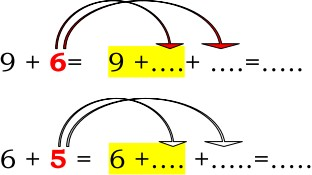 9 + 6= 9 +....+ ....=.....
6 + 5 = 6 +.... +.....=.....